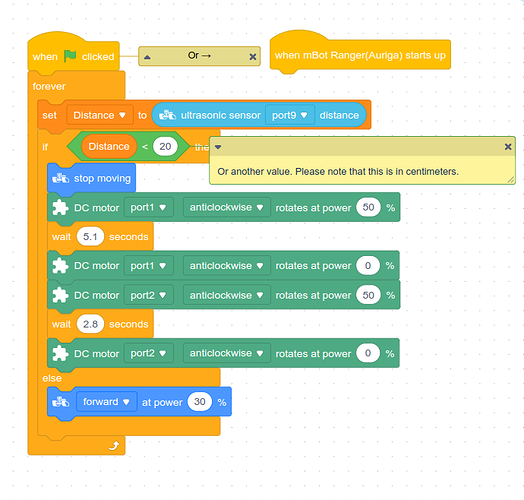 when clicked
Or →
when mBot Ranger(Auriga) starts up
forever
set Distance to ultrasonic sensor port9 distance
if Distance < 20
Or another value. Please note that this is in centimeters.
stop moving
DC motor port1 anticlockwise rotates at power 50 %
wait 5.1 seconds
DC motor port1 anticlockwise rotates at power 0 %
DC motor port2 anticlockwise rotates at power 50 %
wait 2.8 seconds
DC motor port2 anticlockwise rotates at power 0 %
else
forward at power 30 %